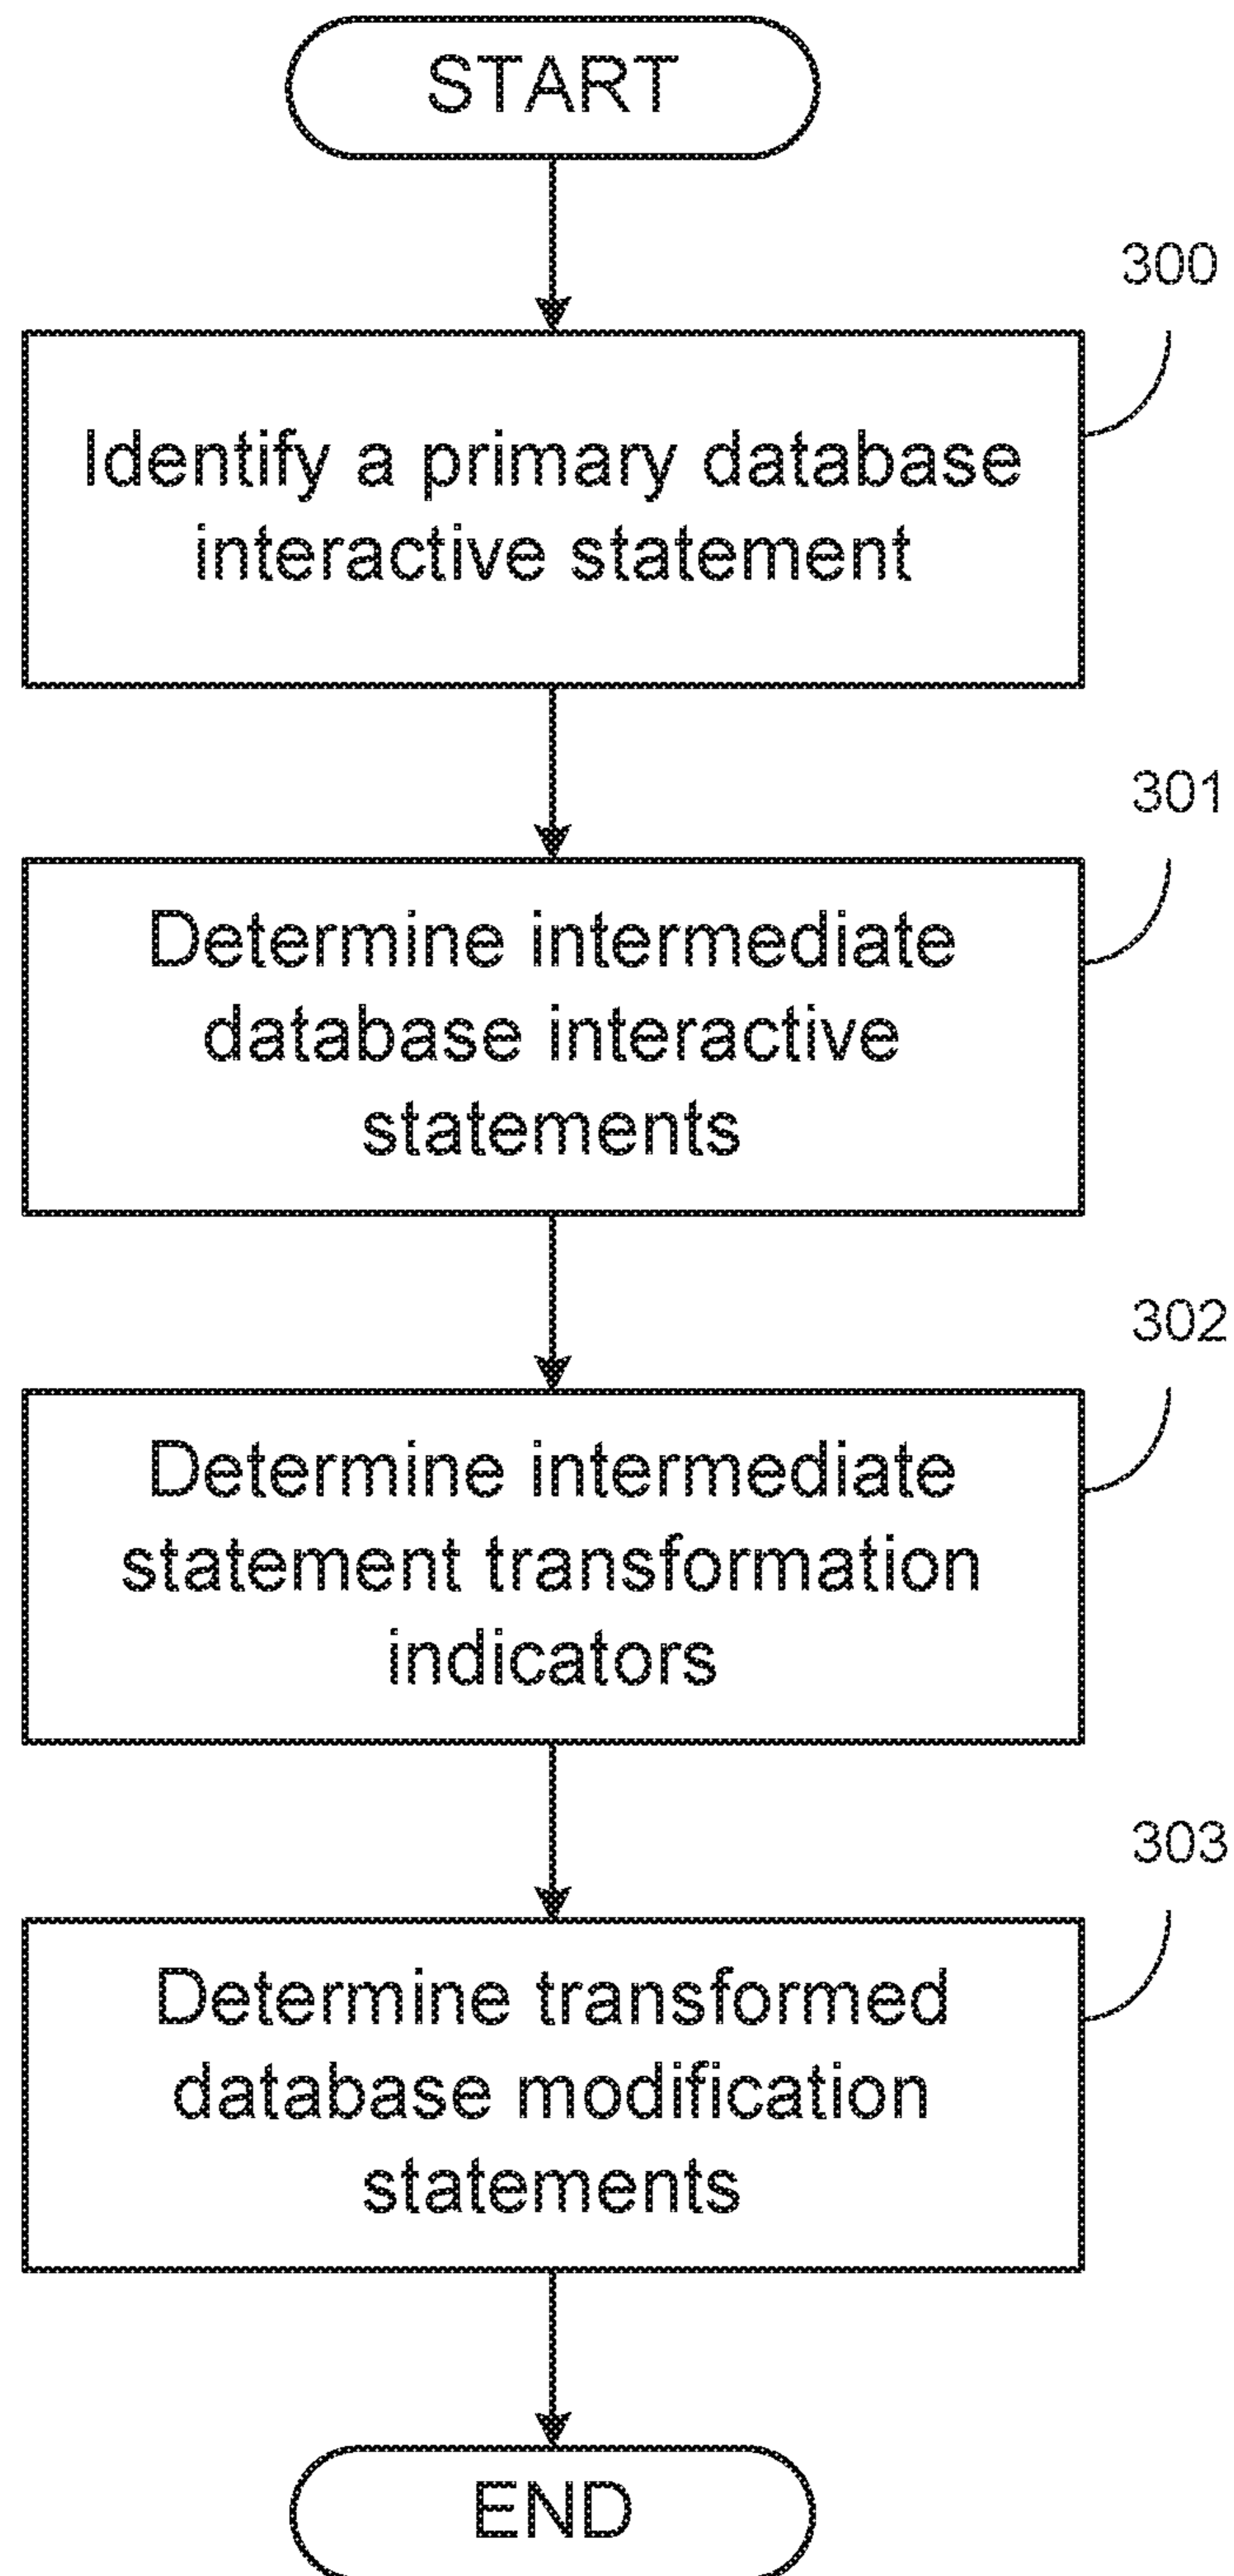 START
300
Identify a primary database
interactive statement
301
Determine intermediate
database interactive
statements
302
Determine intermediate
statement transformation
indicators
303
Determine transformed
database modification
statements
END